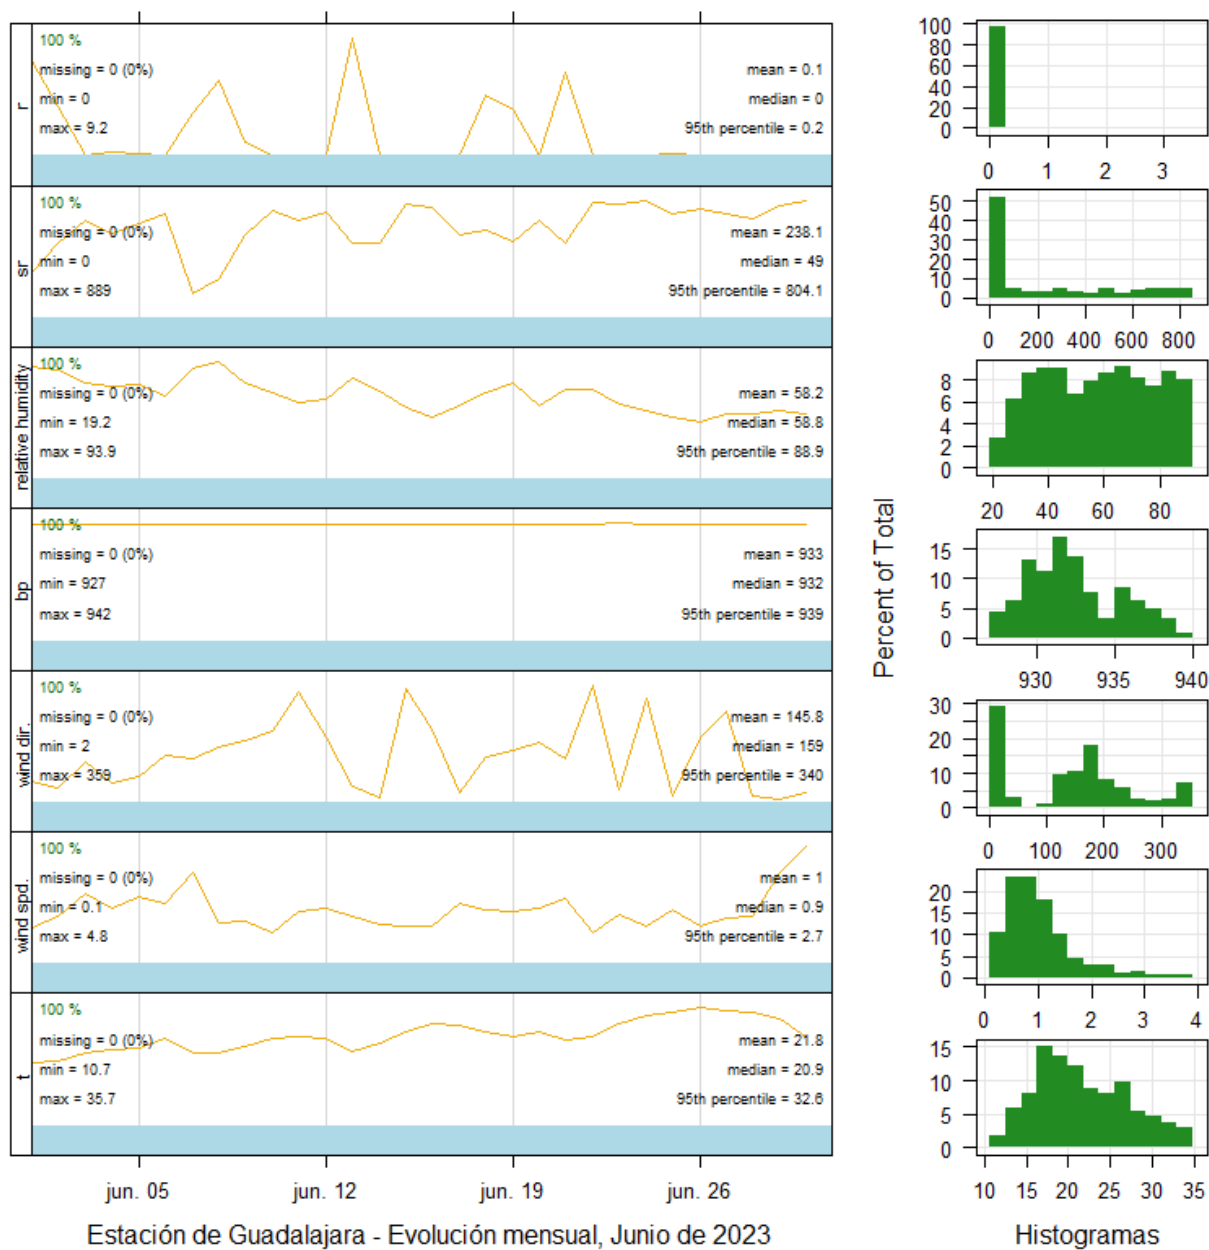 r
100 %
missing = 0 (0%)
min = 0
max = 9.2
mean = 0.1
median = 0
95th percentile = 0.2
sr
100 %
missing = 0 (0%)
min = 0
max = 889
mean = 238.1
median = 49
95th percentile = 804.1
relative humidity
100 %
missing = 0 (0%)
min = 19.2
max = 93.9
mean = 58.2
median = 58.8
95th percentile = 88.9
bp
100 %
missing = 0 (0%)
min = 927
max = 942
mean = 933
median = 932
95th percentile = 939
wind dir.
100 %
missing = 0 (0%)
min = 2
max = 359
mean = 145.8
median = 159
95th percentile = 340
wind spd.
100 %
missing = 0 (0%)
min = 0.1
max = 4.8
mean = 1
median = 0.9
95th percentile = 2.7
t
100 %
missing = 0 (0%)
min = 10.7
max = 35.7
mean = 21.8
median = 20.9
95th percentile = 32.6
jun. 05 jun. 12 jun. 19 jun. 26
Estación de Guadalajara - Evolución mensual, Junio de 2023
Percent of Total
100
80
60
40
20
0
0 1 2 3
50
40
30
20
10
0
0 200 400 600 800
8
6
4
2
0
20 40 60 80
15
10
5
0
930 935 940
30
20
10
0
0 100 200 300
20
15
10
5
0
0 1 2 3 4
15
10
5
0
10 15 20 25 30 35
Histogramas